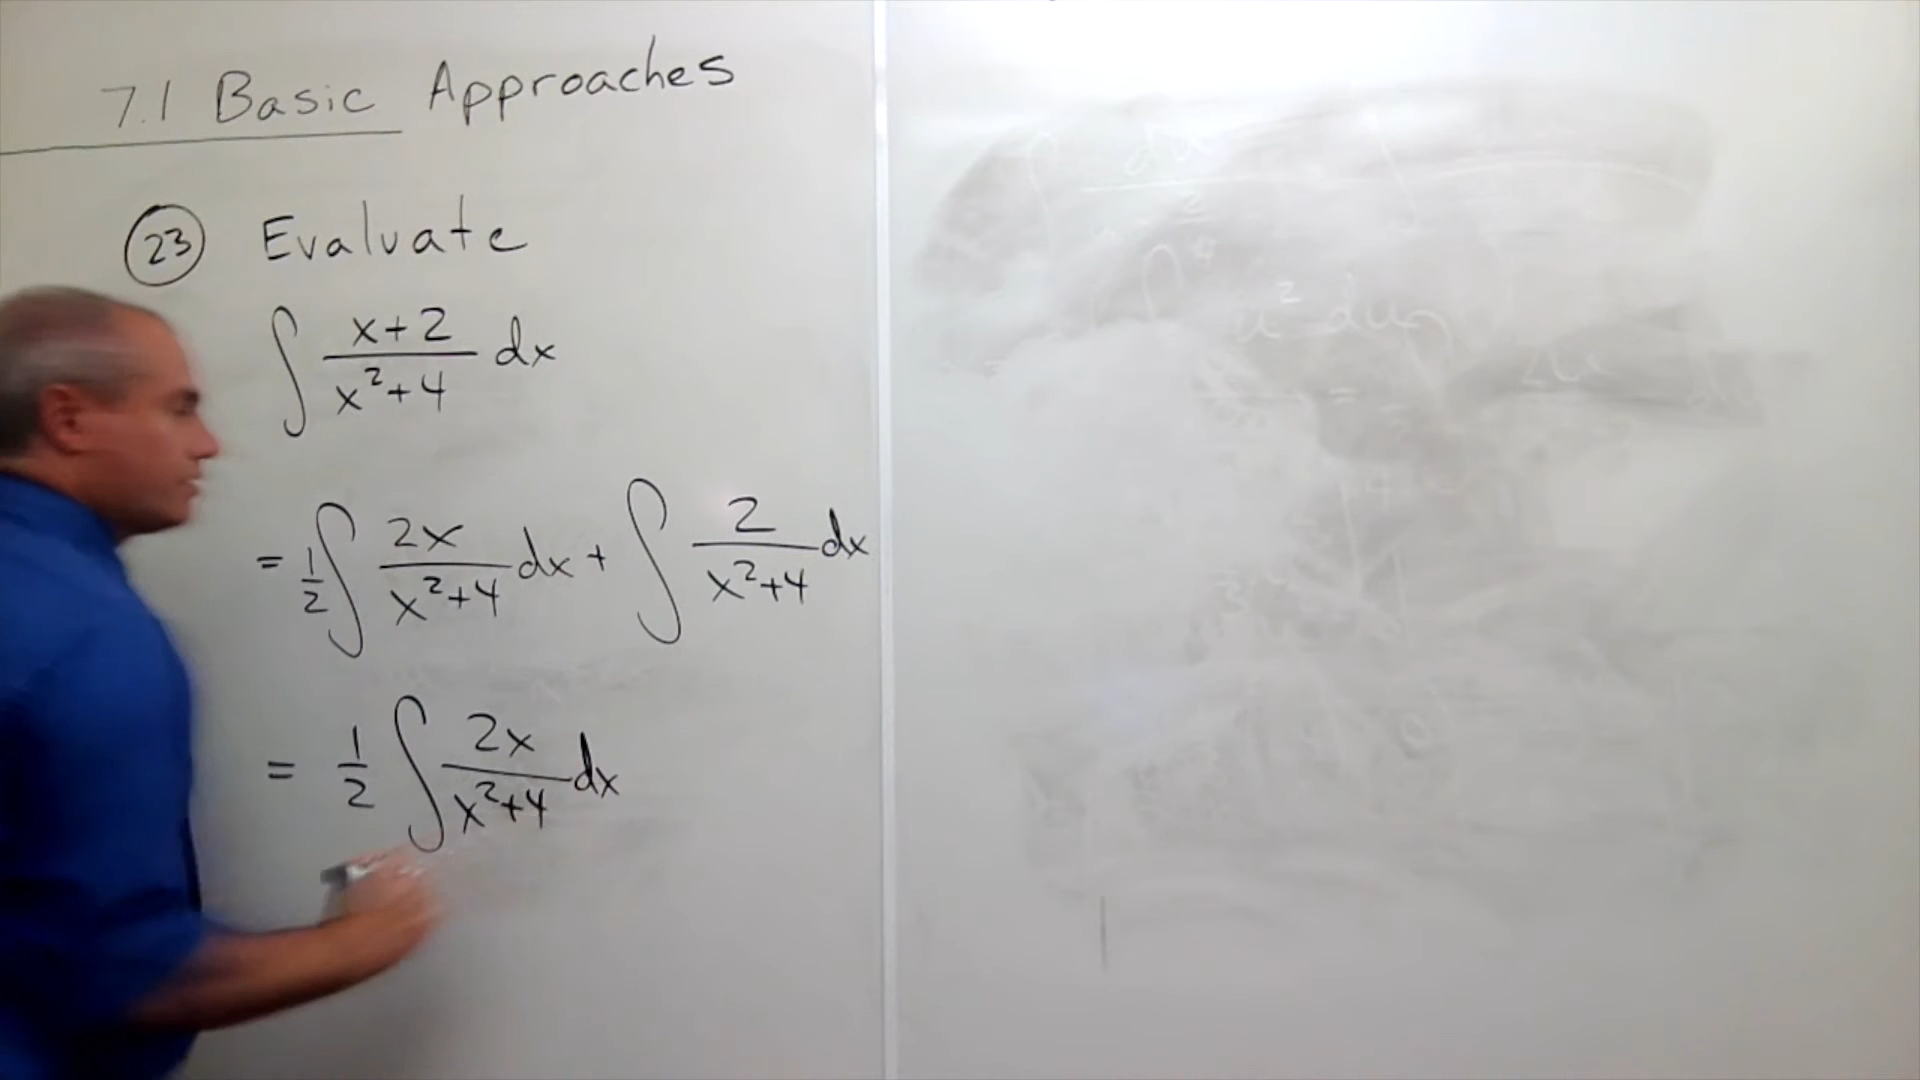 7.1 Basic Approaches
23 Evaluate
∫ x+2 / x²+4 dx
= 1/2 ∫ 2x / x²+4 dx + ∫ 2 / x²+4 dx
= 1/2 ∫ 2x / x²+4 dx